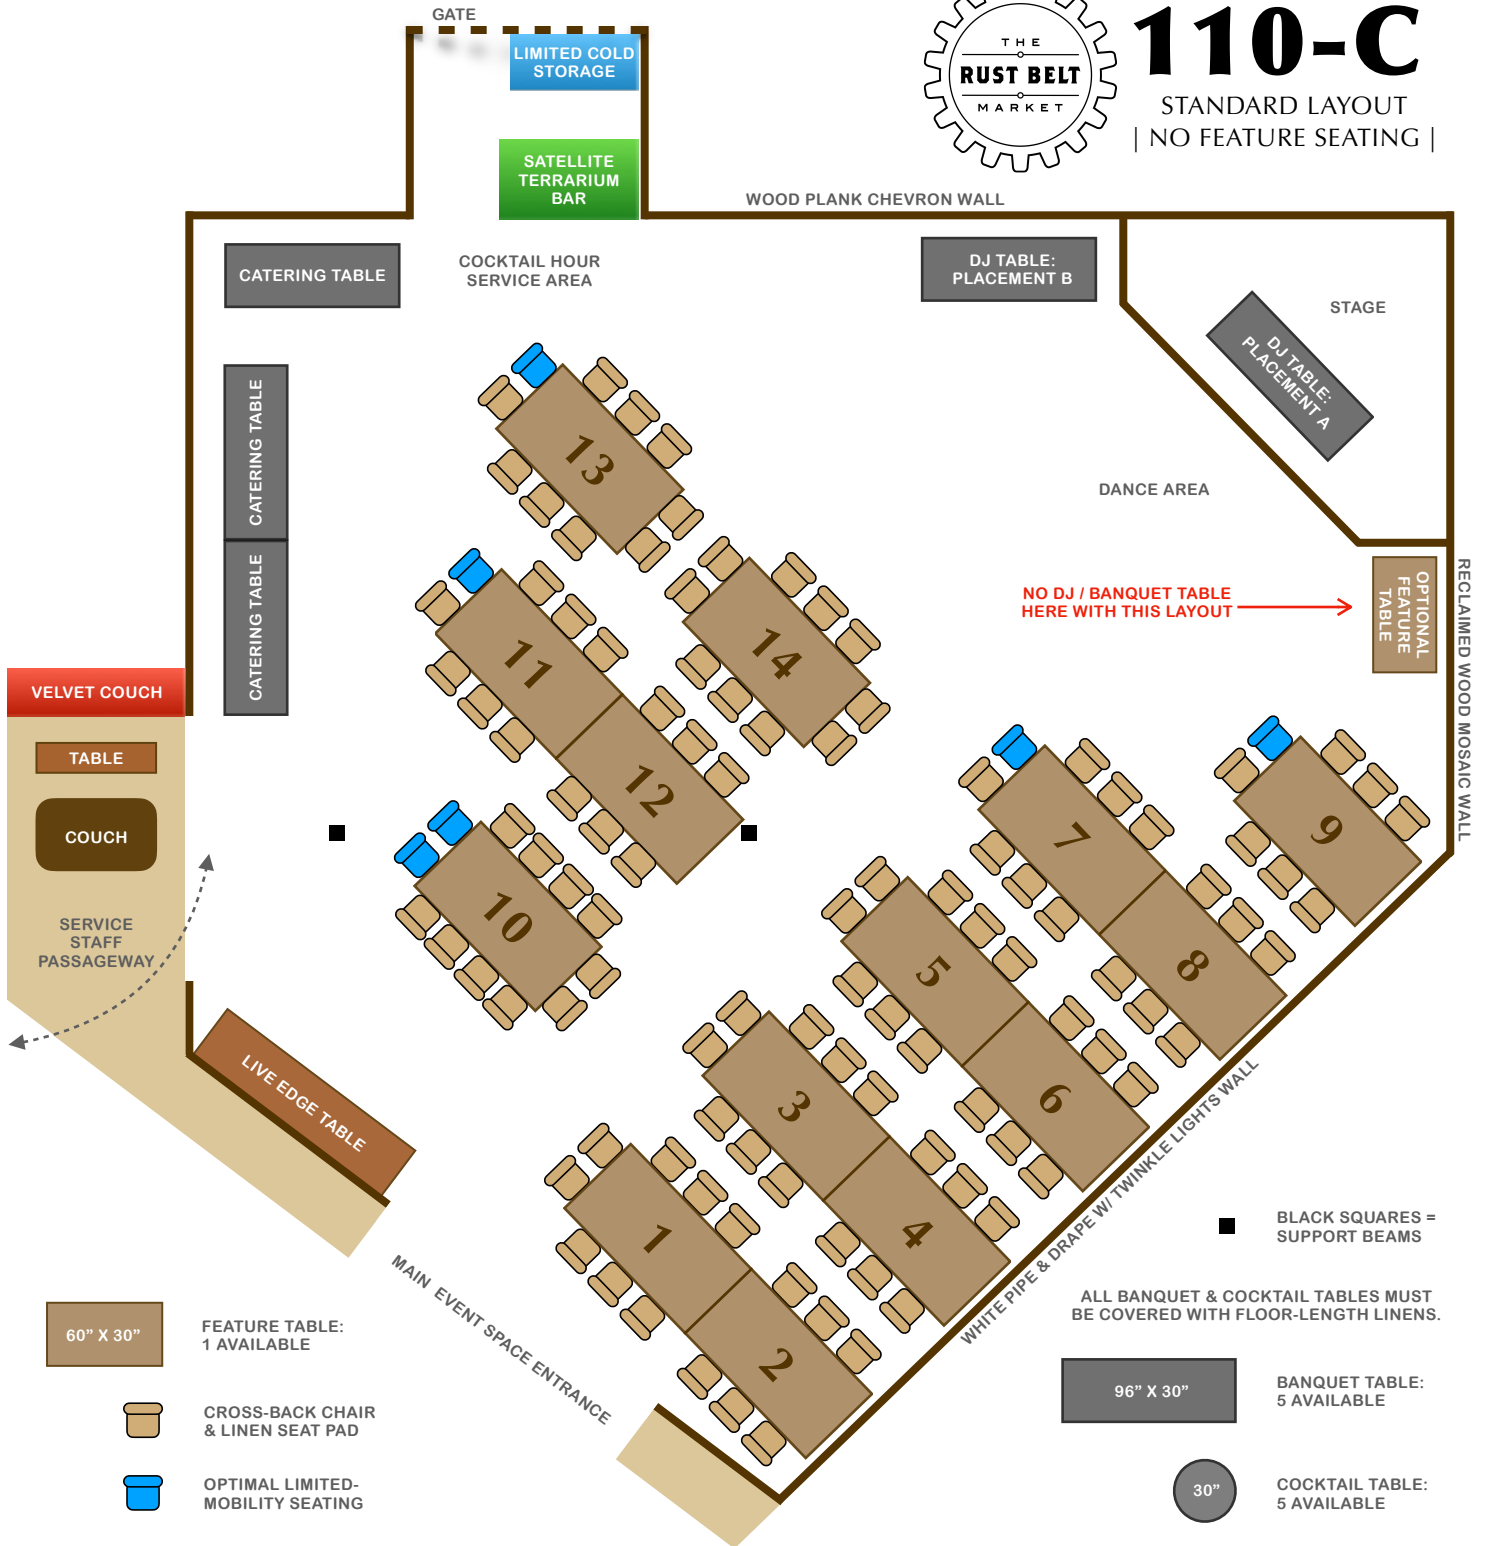 GATE
LIMITED COLD
STORAGE
SATELLITE
TERRARIUM
BAR
THE
RUST BELT
MARKET
110-C
STANDARD LAYOUT
| NO FEATURE SEATING |
WOOD PLANK CHEVRON WALL
CATERING TABLE
COCKTAIL HOUR
SERVICE AREA
DJ TABLE:
PLACEMENT B
STAGE
DJ TABLE:
PLACEMENT A
CATERING TABLE
CATERING TABLE
DANCE AREA
13
NO DJ / BANQUET TABLE
HERE WITH THIS LAYOUT
OPTIONAL
FEATURE
TABLE
RECLAIMED WOOD MOSAIC WALL
11
14
12
VELVET COUCH
TABLE
COUCH
SERVICE
STAFF
PASSAGEWAY
10
7
9
5
8
3
6
1
4
2
LIVE EDGE TABLE
MAIN EVENT SPACE ENTRANCE
WHITE PIPE & DRAPE W/ TWINKLE LIGHTS WALL
BLACK SQUARES =
SUPPORT BEAMS
ALL BANQUET & COCKTAIL TABLES MUST
BE COVERED WITH FLOOR-LENGTH LINENS.
60” X 30”
FEATURE TABLE:
1 AVAILABLE
CROSS-BACK CHAIR
& LINEN SEAT PAD
OPTIMAL LIMITED-
MOBILITY SEATING
96” X 30”
BANQUET TABLE:
5 AVAILABLE
30”
COCKTAIL TABLE:
5 AVAILABLE